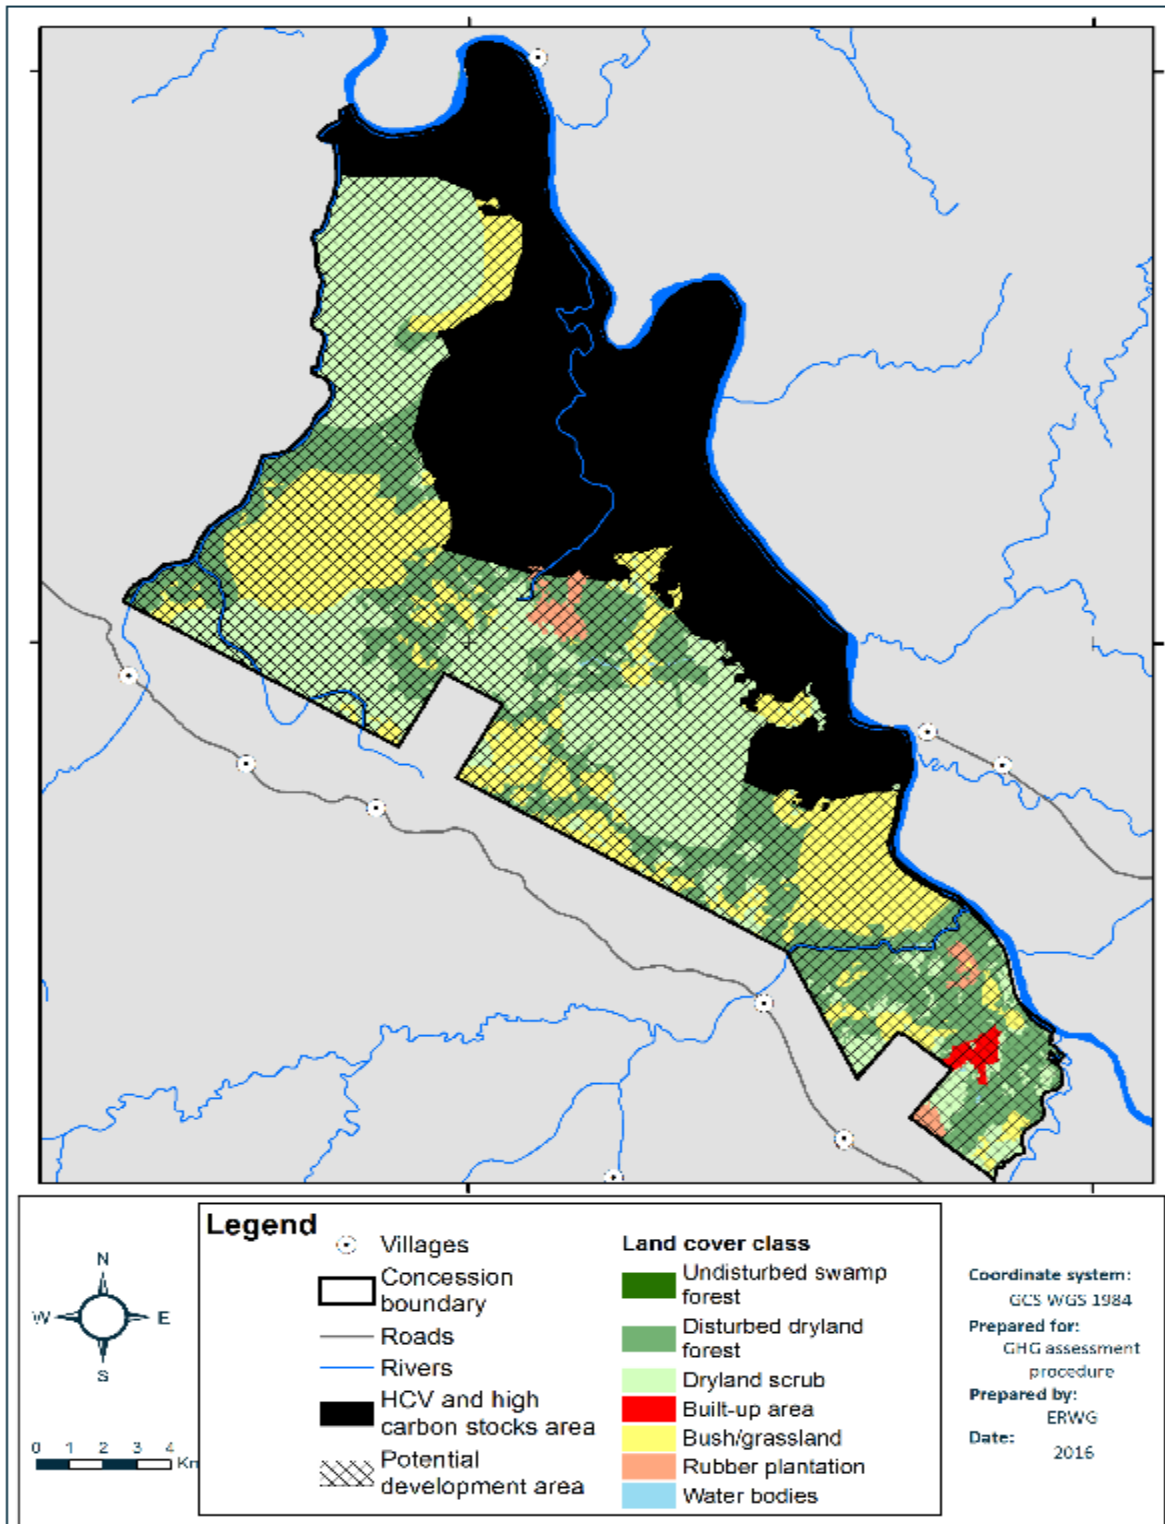 Legend
Villages
Concession
boundary
Roads
Rivers
HCV and high
carbon stocks area
Potential
development area
Land cover class
Undisturbed swamp
forest
Disturbed dryland
forest
Dryland scrub
Built-up area
Bush/grassland
Rubber plantation
Water bodies
N
W
E
S
0 1 2 3 4
Km
Coordinate system:
GCS WGS 1984
Prepared for:
GHG assessment
procedure
Prepared by:
ERWG
Date:
2016